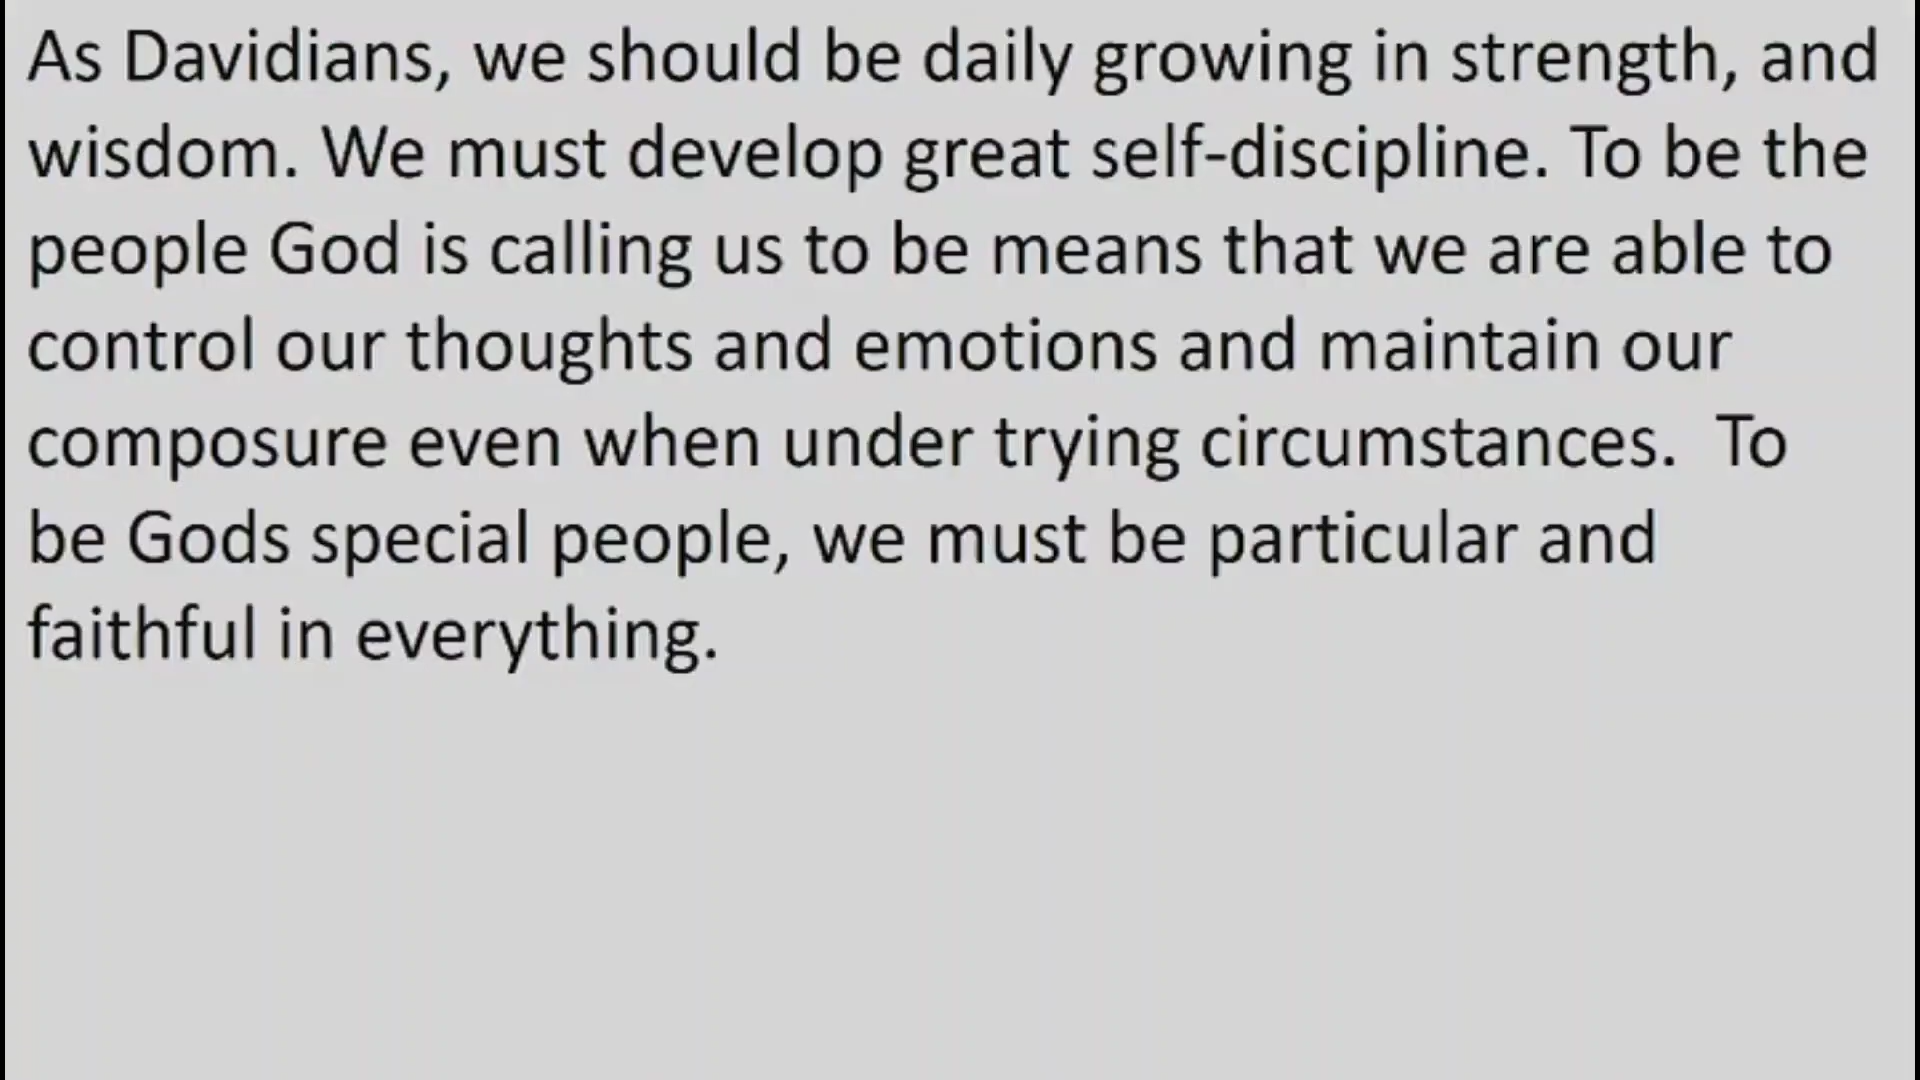 As Davidians, we should be daily growing in strength, and
wisdom. We must develop great self-discipline. To be the
people God is calling us to be means that we are able to
control our thoughts and emotions and maintain our
composure even when under trying circumstances.  To
be Gods special people, we must be particular and
faithful in everything.